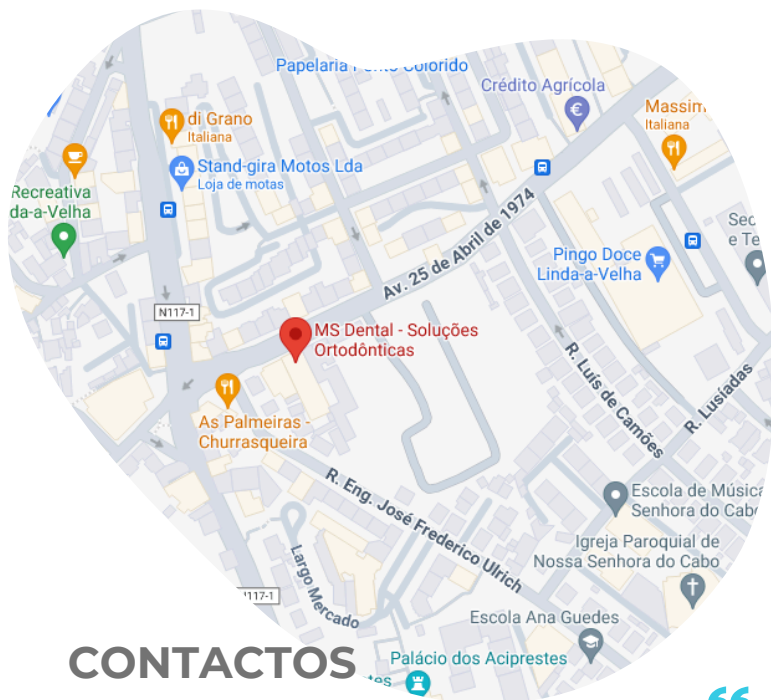 Papelaria Ponto Colorido
Crédito Agrícola
di Grano
Italiana
Massim
Italiana
Stand-gira Motos Lda
Loja de motas
Recreativa
da-a-Velha
Av. 25 de Abril de 1974
Sec
e Te
Pingo Doce
Linda-a-Velha
N117-1
MS Dental - Soluções
Ortodônticas
R. Luís de Camões
R. Lusíadas
As Palmeiras -
Churrasqueira
R. Eng. José Frederico Ulrich
Escola de Música
Senhora do Cabo
Igreja Paroquial de
Nossa Senhora do Cabo
Largo Mercado
N117-1
Escola Ana Guedes
CONTACTOS
Palácio dos Aciprestes
tes
“